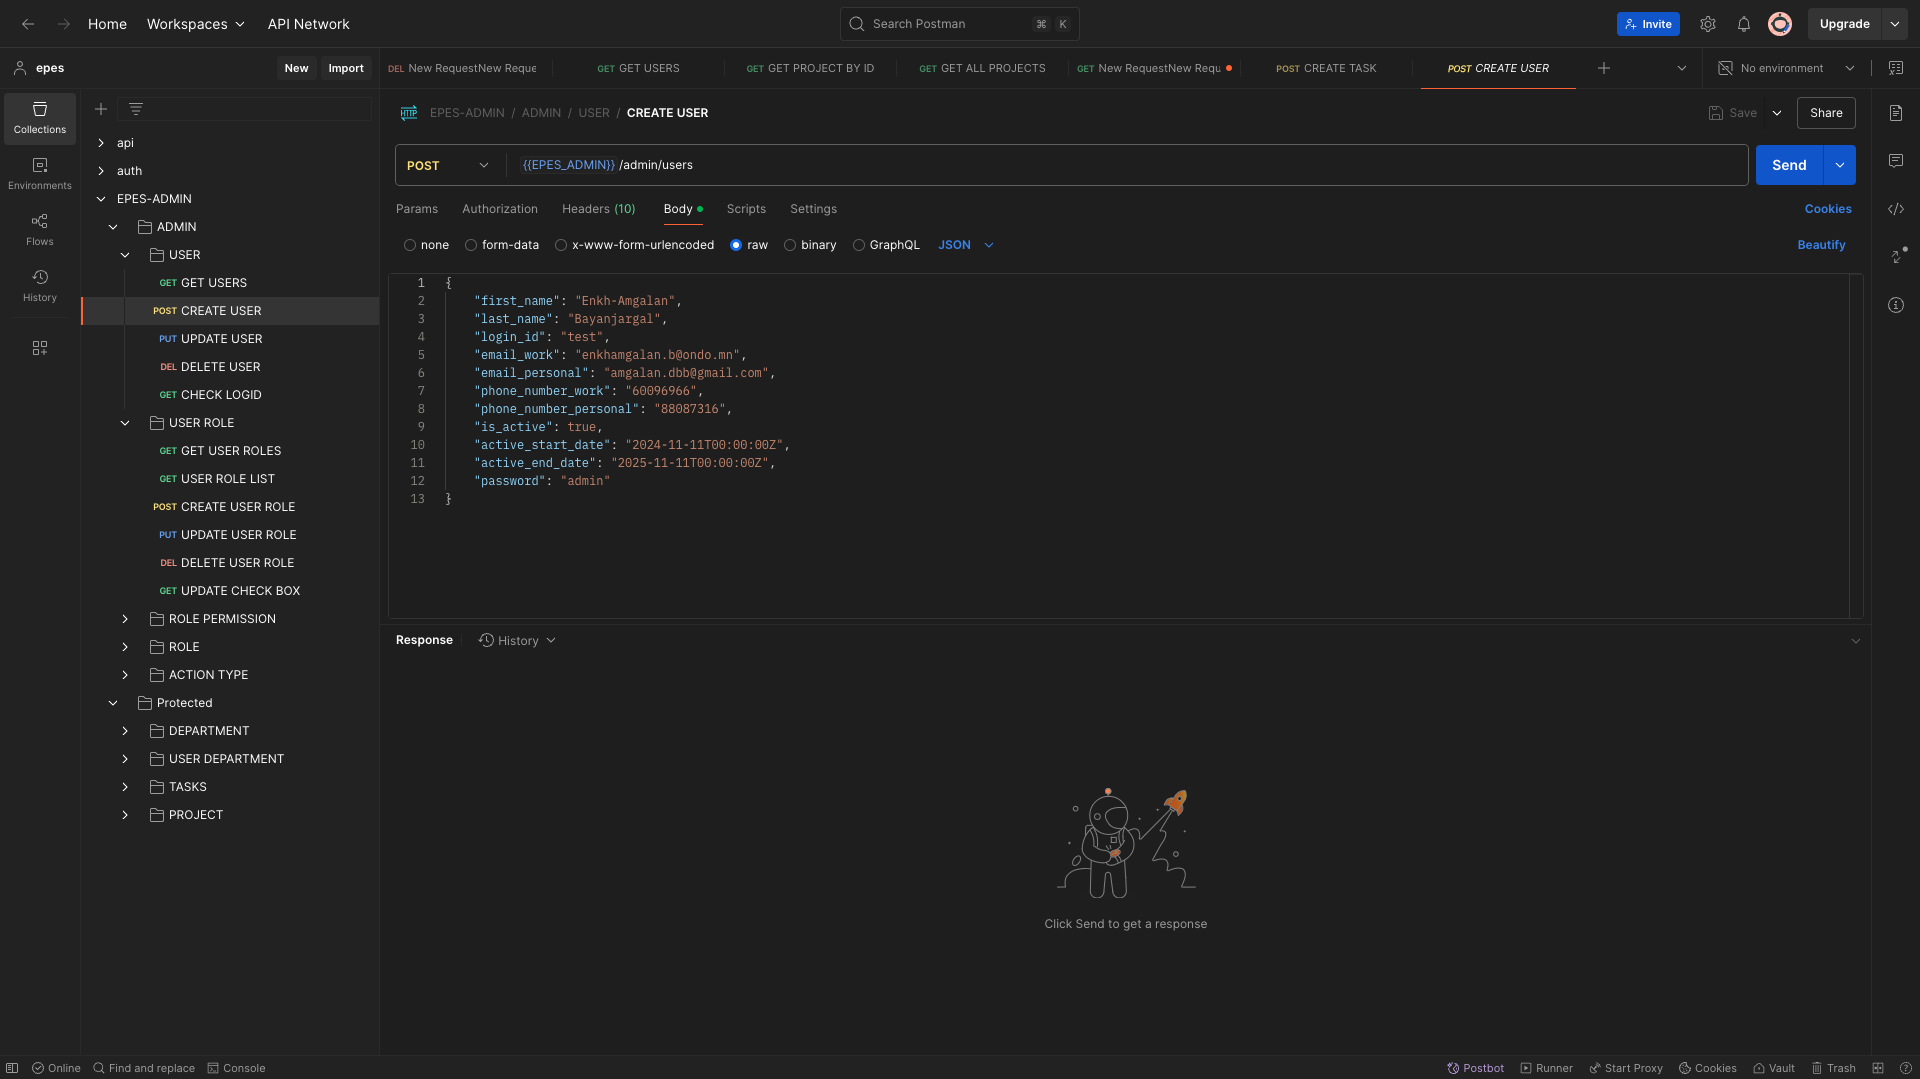 Home Workspaces API Network Search Postman ⌘ K Invite Upgrade
epes New Import
DEL New RequestNew Reque GET GET USERS GET GET PROJECT BY ID GET GET ALL PROJECTS GET New RequestNew Requ POST CREATE TASK POST CREATE USER No environment
Collections
Environments
Flows
History
api
auth
EPES-ADMIN
ADMIN
USER
GET GET USERS
POST CREATE USER
PUT UPDATE USER
DEL DELETE USER
GET CHECK LOGID
USER ROLE
GET GET USER ROLES
GET USER ROLE LIST
POST CREATE USER ROLE
PUT UPDATE USER ROLE
DEL DELETE USER ROLE
GET UPDATE CHECK BOX
ROLE PERMISSION
ROLE
ACTION TYPE
Protected
DEPARTMENT
USER DEPARTMENT
TASKS
PROJECT
HTTP EPES-ADMIN / ADMIN / USER / CREATE USER Save Share
POST {{EPES_ADMIN}} /admin/users Send
Params Authorization Headers (10) Body Scripts Settings Cookies
none form-data x-www-form-urlencoded raw binary GraphQL JSON Beautify
1 {
2 "first_name": "Enkh-Amgalan",
3 "last_name": "Bayanjargal",
4 "login_id": "test",
5 "email_work": "enkhamgalan.b@ondo.mn",
6 "email_personal": "amgalan.dbb@gmail.com",
7 "phone_number_work": "60096966",
8 "phone_number_personal": "88087316",
9 "is_active": true,
10 "active_start_date": "2024-11-11T00:00:00Z",
11 "active_end_date": "2025-11-11T00:00:00Z",
12 "password": "admin"
13 }
Response History
Click Send to get a response
Online Find and replace Console Postbot Runner Start Proxy Cookies Vault Trash